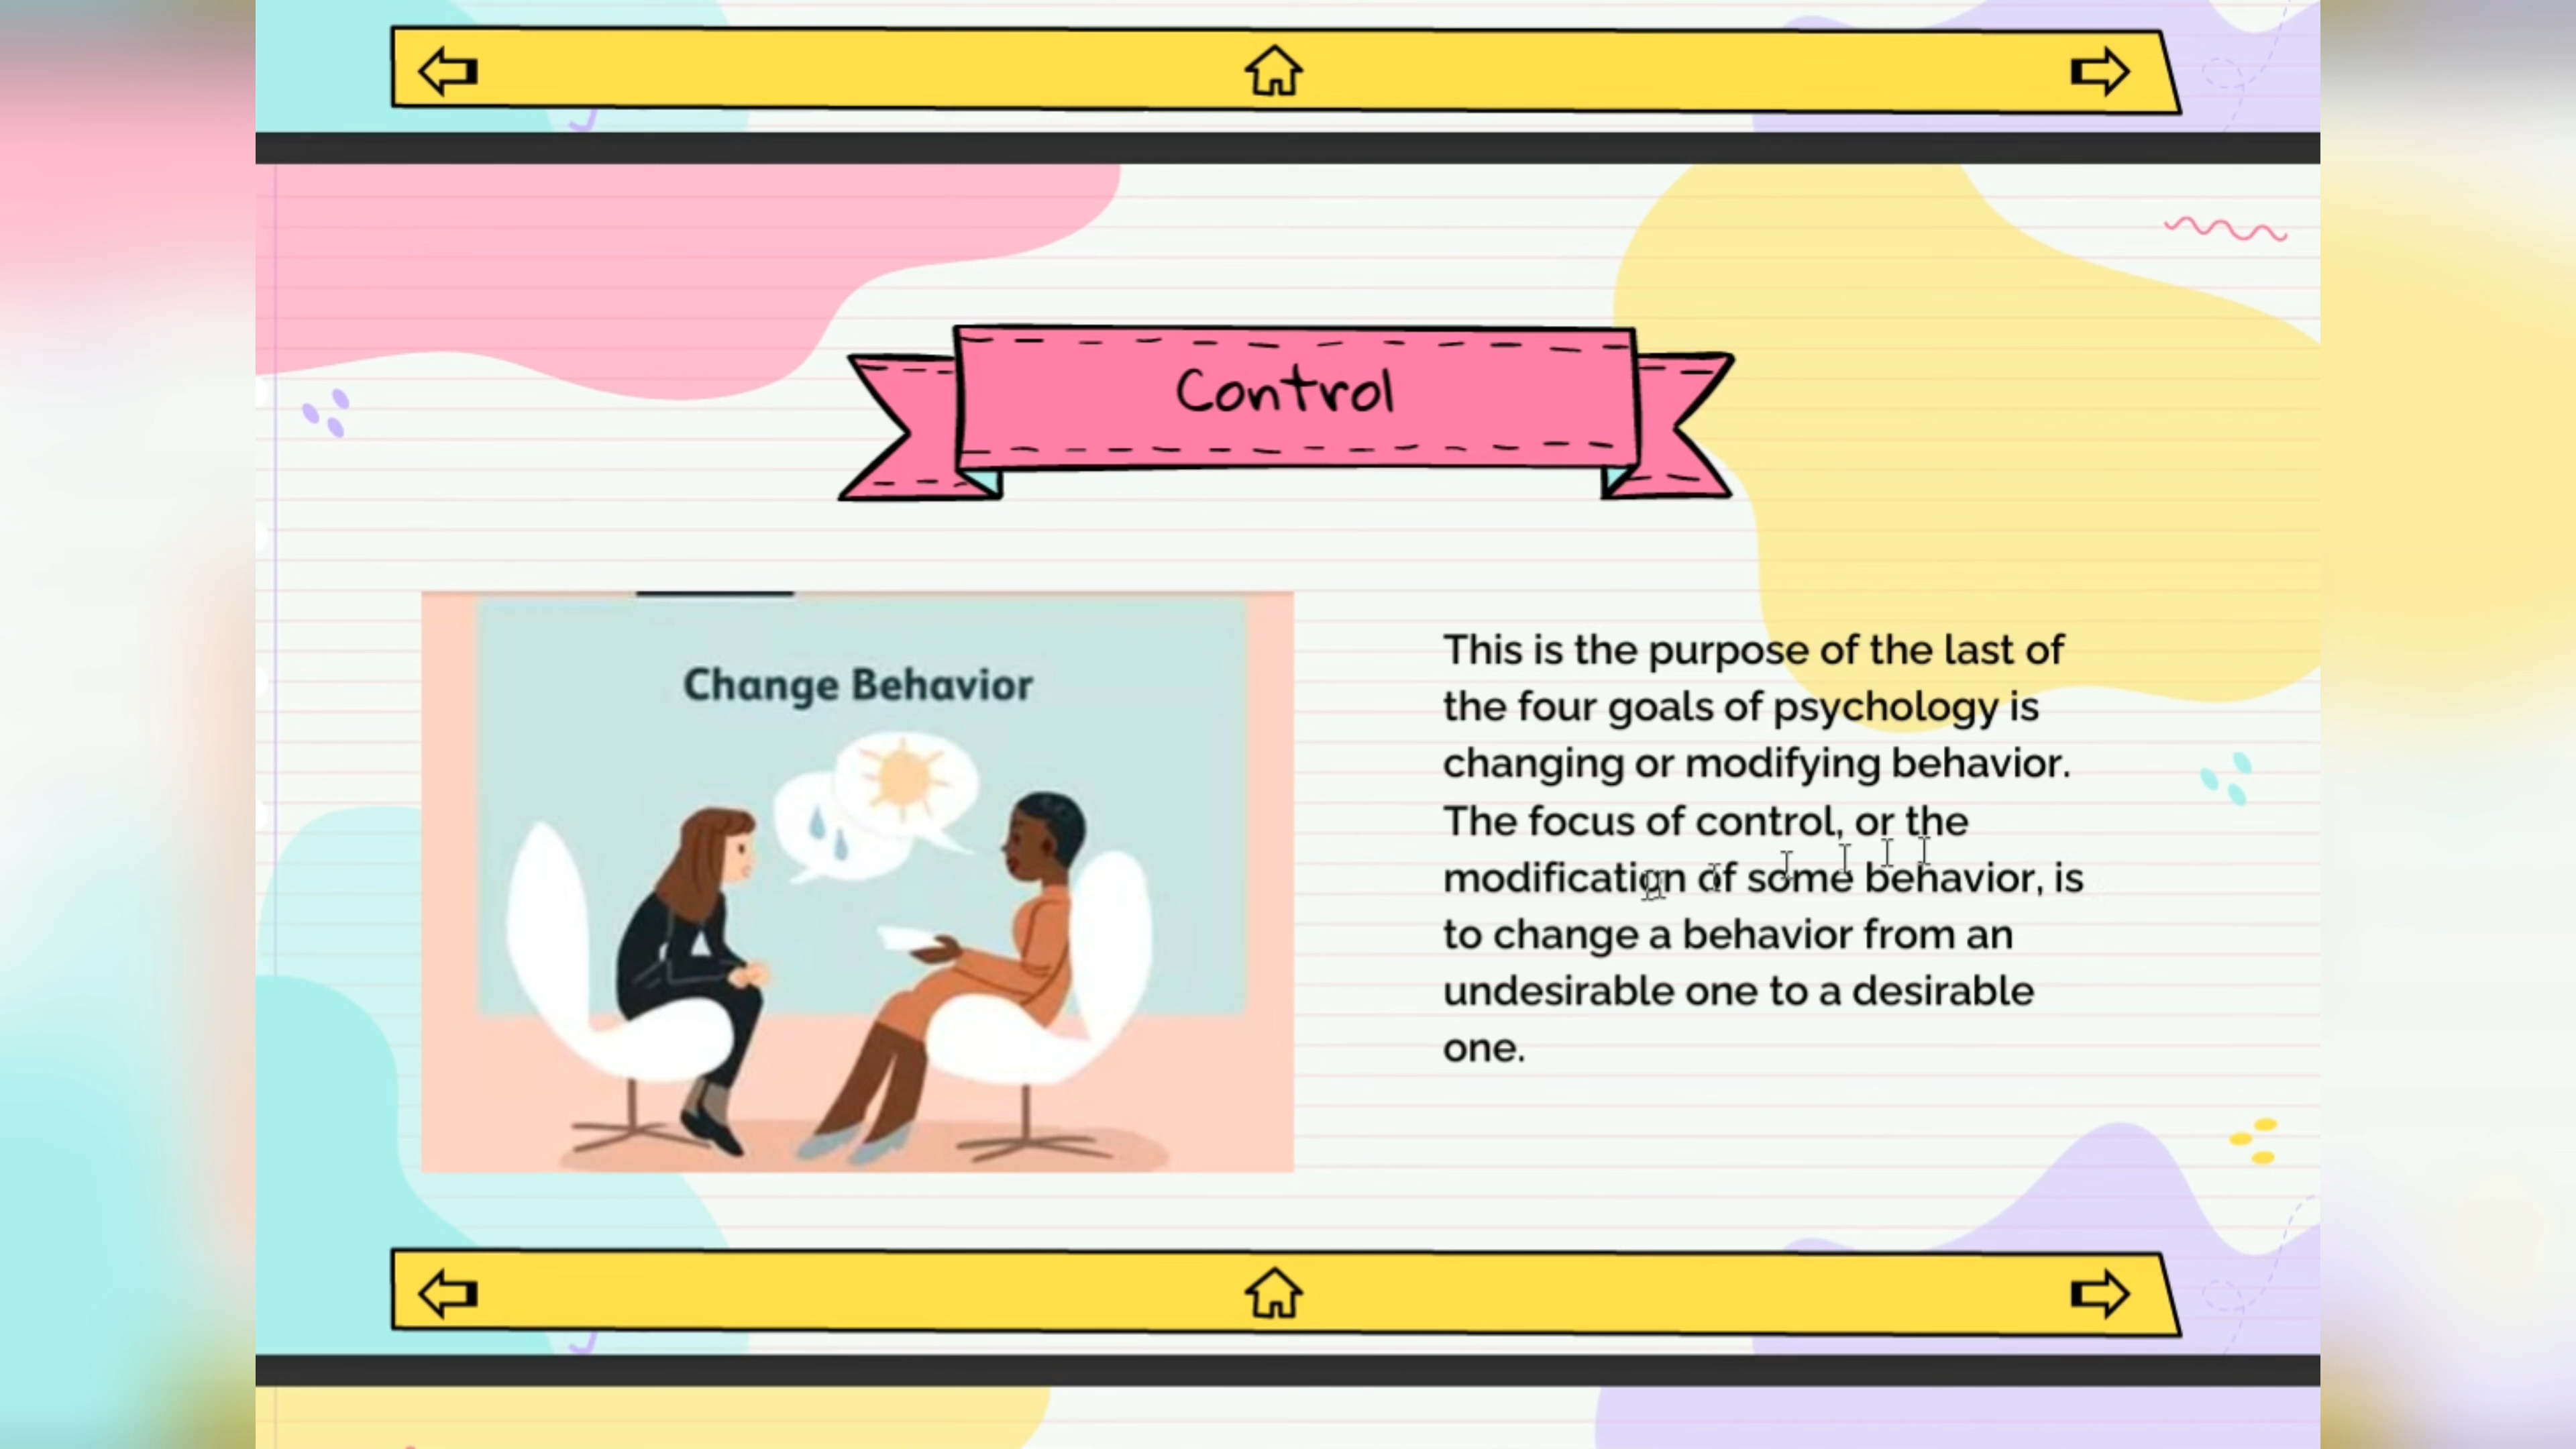 Control
Change Behavior
This is the purpose of the last of
the four goals of psychology is
changing or modifying behavior.
The focus of control, or the
modification of some behavior, is
to change a behavior from an
undesirable one to a desirable
one.